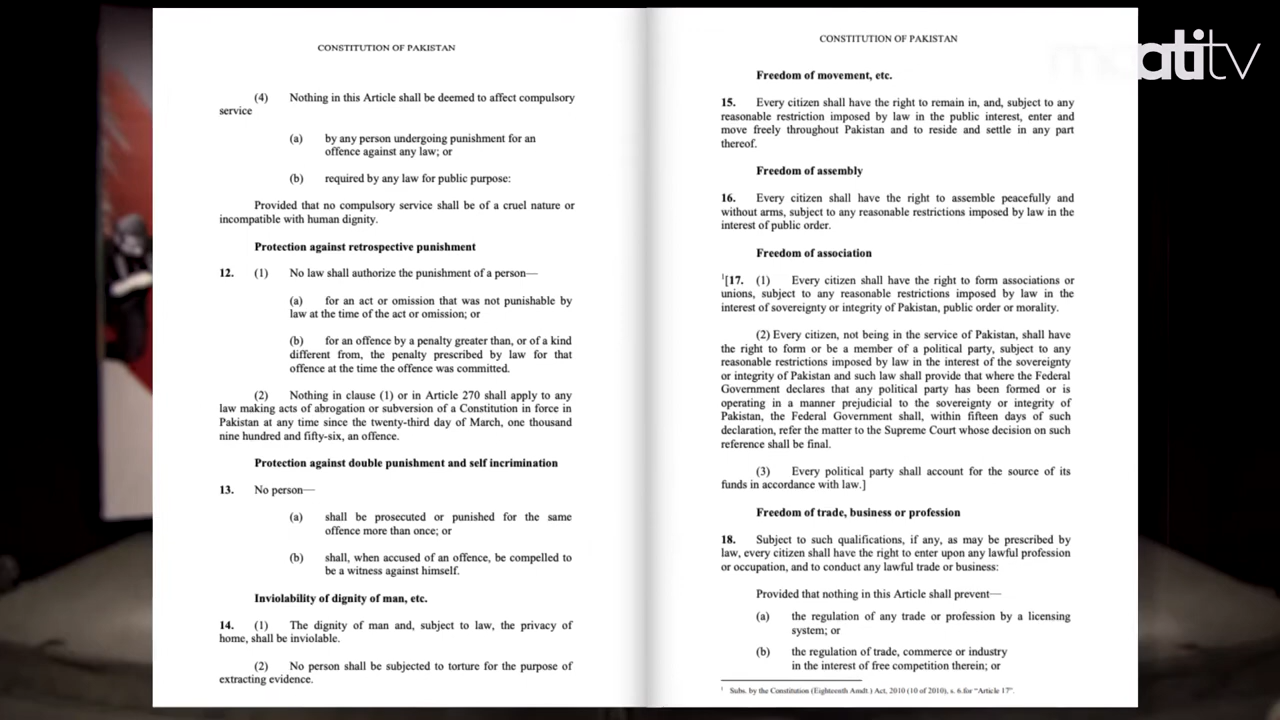 CONSTITUTION OF PAKISTAN
(4) Nothing in this Article shall be deemed to affect compulsory
service
(a) by any person undergoing punishment for an
offence against any law; or
(b) required by any law for public purpose:
Provided that no compulsory service shall be of a cruel nature or
incompatible with human dignity.
Protection against retrospective punishment
12. (1) No law shall authorize the punishment of a person—
(a) for an act or omission that was not punishable by
law at the time of the act or omission; or
(b) for an offence by a penalty greater than, or of a kind
different from, the penalty prescribed by law for that
offence at the time the offence was committed.
(2) Nothing in clause (1) or in Article 270 shall apply to any
law making acts of abrogation or subversion of a Constitution in force in
Pakistan at any time since the twenty-third day of March, one thousand
nine hundred and fifty-six, an offence.
Protection against double punishment and self incrimination
13. No person—
(a) shall be prosecuted or punished for the same
offence more than once; or
(b) shall, when accused of an offence, be compelled to
be a witness against himself.
Inviolability of dignity of man, etc.
14. (1) The dignity of man and, subject to law, the privacy of
home, shall be inviolable.
(2) No person shall be subjected to torture for the purpose of
extracting evidence.
CONSTITUTION OF PAKISTAN
Freedom of movement, etc.
15. Every citizen shall have the right to remain in, and, subject to any
reasonable restriction imposed by law in the public interest, enter and
move freely throughout Pakistan and to reside and settle in any part
thereof.
Freedom of assembly
16. Every citizen shall have the right to assemble peacefully and
without arms, subject to any reasonable restrictions imposed by law in the
interest of public order.
Freedom of association
1[17. (1) Every citizen shall have the right to form associations or
unions, subject to any reasonable restrictions imposed by law in the
interest of sovereignty or integrity of Pakistan, public order or morality.
(2) Every citizen, not being in the service of Pakistan, shall have
the right to form or be a member of a political party, subject to any
reasonable restrictions imposed by law in the interest of the sovereignty
or integrity of Pakistan and such law shall provide that where the Federal
Government declares that any political party has been formed or is
operating in a manner prejudicial to the sovereignty or integrity of
Pakistan, the Federal Government shall, within fifteen days of such
declaration, refer the matter to the Supreme Court whose decision on such
reference shall be final.
(3) Every political party shall account for the source of its
funds in accordance with law.]
Freedom of trade, business or profession
18. Subject to such qualifications, if any, as may be prescribed by
law, every citizen shall have the right to enter upon any lawful profession
or occupation, and to conduct any lawful trade or business:
Provided that nothing in this Article shall prevent—
(a) the regulation of any trade or profession by a licensing
system; or
(b) the regulation of trade, commerce or industry
in the interest of free competition therein; or
1 Subs. by the Constitution (Eighteenth Amdt.) Act, 2010 (10 of 2010), s. 6 for "Article 17".
maati tv